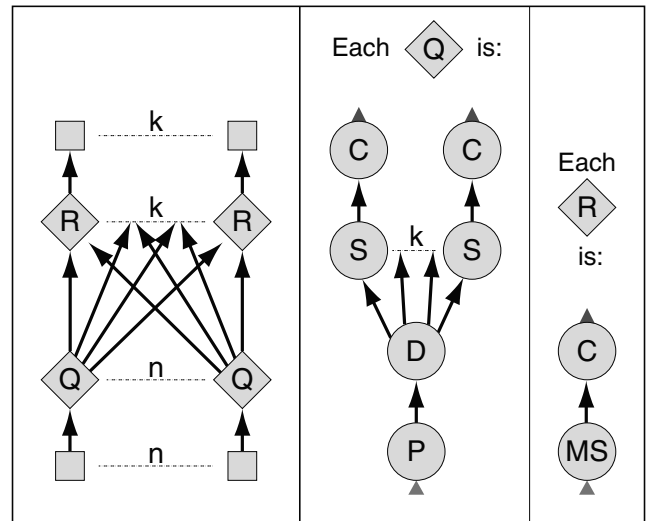 k
R k R
Q n Q
n
Each Q is:
C C
S k S
D
P
Each
R
is:
C
MS